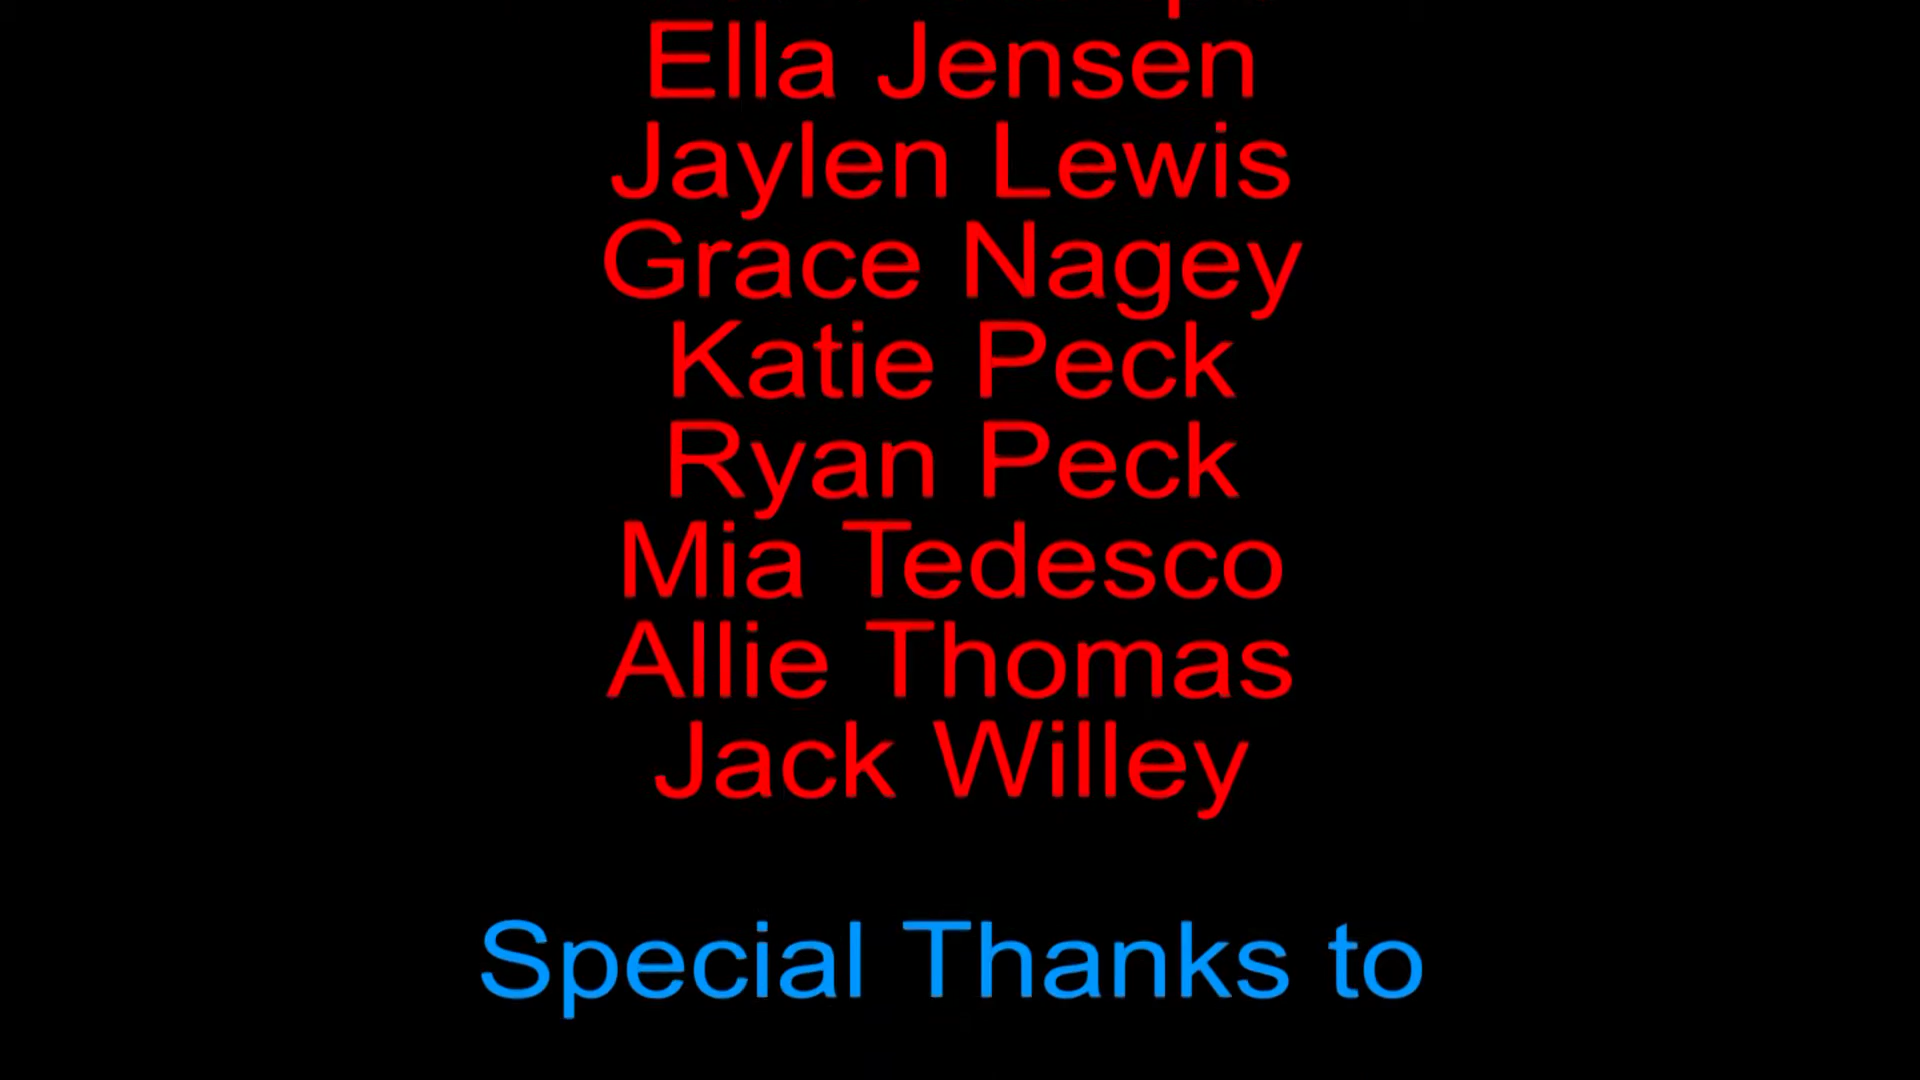 Ella Jensen
Jaylen Lewis
Grace Nagey
Katie Peck
Ryan Peck
Mia Tedesco
Allie Thomas
Jack Willey
Special Thanks to